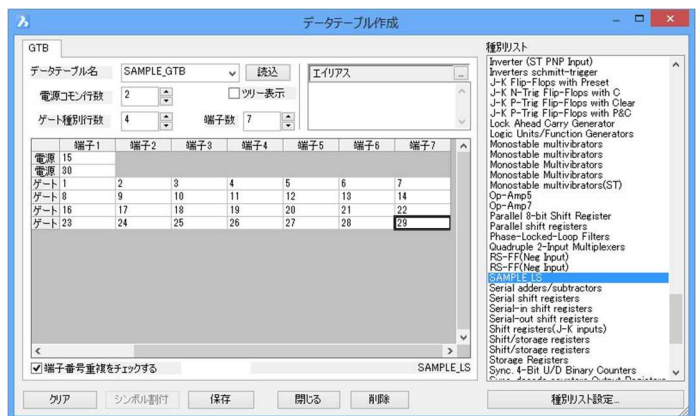 データテーブル作成
GTB
データテーブル名 SAMPLE_GTB 読込 エイリアス ...
電源コモン行数 2 ツリー表示
ゲート種別行数 4 端子数 7
端子1 端子2 端子3 端子4 端子5 端子6 端子7
電源 15
電源 30
ゲート 1 2 3 4 5 6 7
ゲート 8 9 10 11 12 13 14
ゲート 16 17 18 19 20 21 22
ゲート 23 24 25 26 27 28 29
端子番号重複をチェックする SAMPLE_LS
クリア シンボル割付 保存 閉じる 削除
種別リスト
Inverter (ST PNP Input)
Inverters schmitt-trigger
J-K Flip-Flops with Preset
J-K N-Trig Flip-Flops with C
J-K P-Trig Flip-Flops with Clear
J-K P-Trig Flip-Flops with P&C
Lock Ahead Carry Generator
Logic Units/Function Generators
Monostable multivibrators
Monostable multivibrators
Monostable Multivibrators
Monostable Multivibrators
Monostable multivibrators(ST)
Op-Amp5
Op-Amp7
Parallel 8-bit Shift Register
Parallel shift registers
Phase-Locked-Loop Filters
Quadruple 2-Input Multiplexers
RS-FF(Neg Input)
RS-FF(Neg Input)
SAMPLE_LS
Serial adders/subtractors
Serial shift registers
Serial-in shift registers
Serial-out shift registers
Shift registers(J-K inputs)
Shift/storage registers
Shift/storage registers
Storage Registers
Sync. 4-Bit U/D Binary Counters
種別リスト設定...